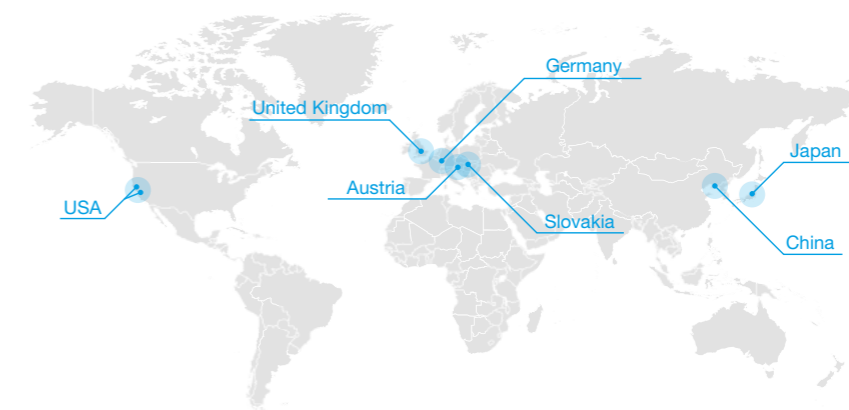 Germany
United Kingdom
Japan
Austria
USA
Slovakia
China